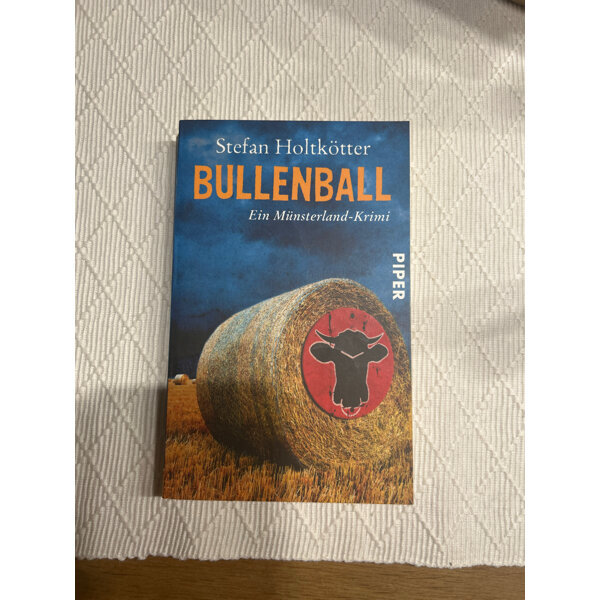 Stefan Holtkötter
BULLENBALL
Ein Münsterland-Krimi
PIPER